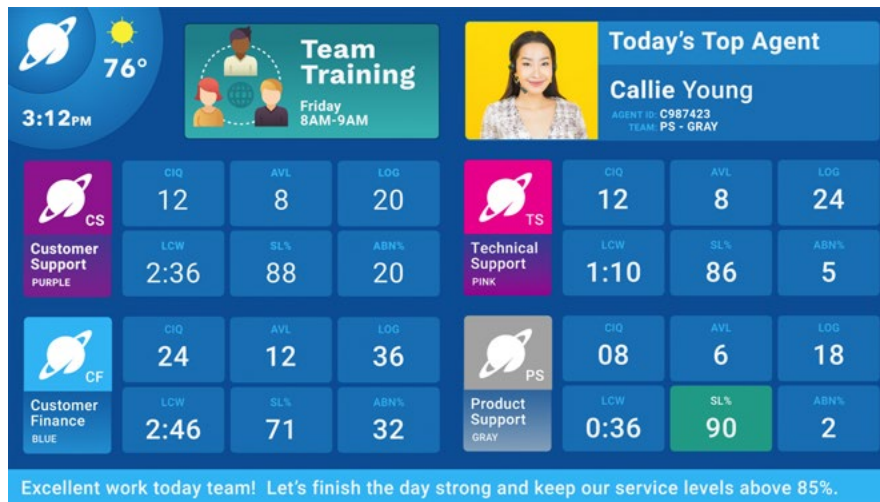 76°
3:12PM
Team
Training
Friday
8AM-9AM
Today's Top Agent
Callie Young
AGENT ID: C987423
TEAM: PS - GRAY
CS
Customer
Support
PURPLE
CIQ
12
AVL
8
LOG
20
LCW
2:36
SL%
88
ABN%
20
TS
Technical
Support
PINK
CIQ
12
AVL
8
LOG
24
LCW
1:10
SL%
86
ABN%
5
CF
Customer
Finance
BLUE
CIQ
24
AVL
12
LOG
36
LCW
2:46
SL%
71
ABN%
32
PS
Product
Support
GRAY
CIQ
08
AVL
6
LOG
18
LCW
0:36
SL%
90
ABN%
2
Excellent work today team! Let's finish the day strong and keep our service levels above 85%.